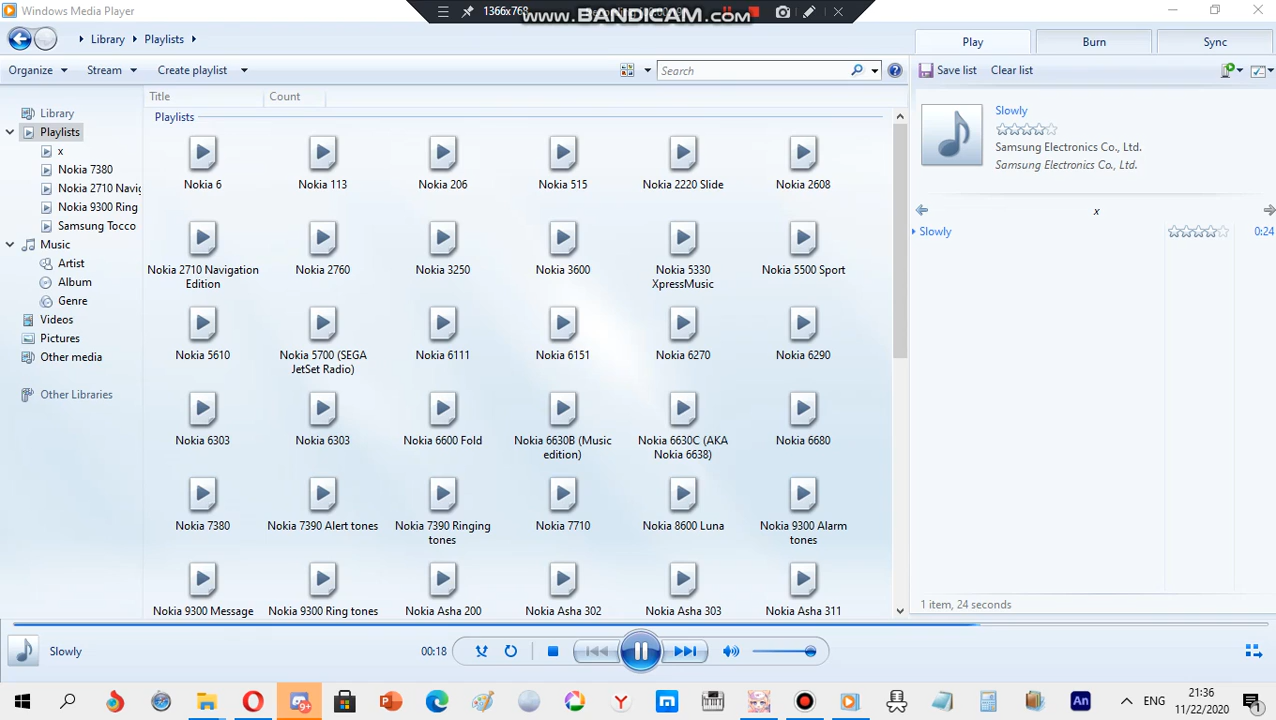 Windows Media Player
1366x768
www.BANDICAM.com
Library
Playlists
Play
Burn
Sync
Organize
Stream
Create playlist
Search
Save list
Clear list
Title
Count
Library
Playlists
x
Nokia 7380
Nokia 2710 Navig
Nokia 9300 Ring
Samsung Tocco
Music
Artist
Album
Genre
Videos
Pictures
Other media
Other Libraries
Playlists
Nokia 6
Nokia 113
Nokia 206
Nokia 515
Nokia 2220 Slide
Nokia 2608
Nokia 2710 Navigation
Edition
Nokia 2760
Nokia 3250
Nokia 3600
Nokia 5330
XpressMusic
Nokia 5500 Sport
Nokia 5610
Nokia 5700 (SEGA
JetSet Radio)
Nokia 6111
Nokia 6151
Nokia 6270
Nokia 6290
Nokia 6303
Nokia 6303
Nokia 6600 Fold
Nokia 6630B (Music
edition)
Nokia 6630C (AKA
Nokia 6638)
Nokia 6680
Nokia 7380
Nokia 7390 Alert tones
Nokia 7390 Ringing
tones
Nokia 7710
Nokia 8600 Luna
Nokia 9300 Alarm
tones
Nokia 9300 Message
Nokia 9300 Ring tones
Nokia Asha 200
Nokia Asha 302
Nokia Asha 303
Nokia Asha 311
Slowly
Samsung Electronics Co., Ltd.
Samsung Electronics Co., Ltd.
x
Slowly
0:24
1 item, 24 seconds
Slowly
00:18
9+
An
ENG
21:36
11/22/2020
1